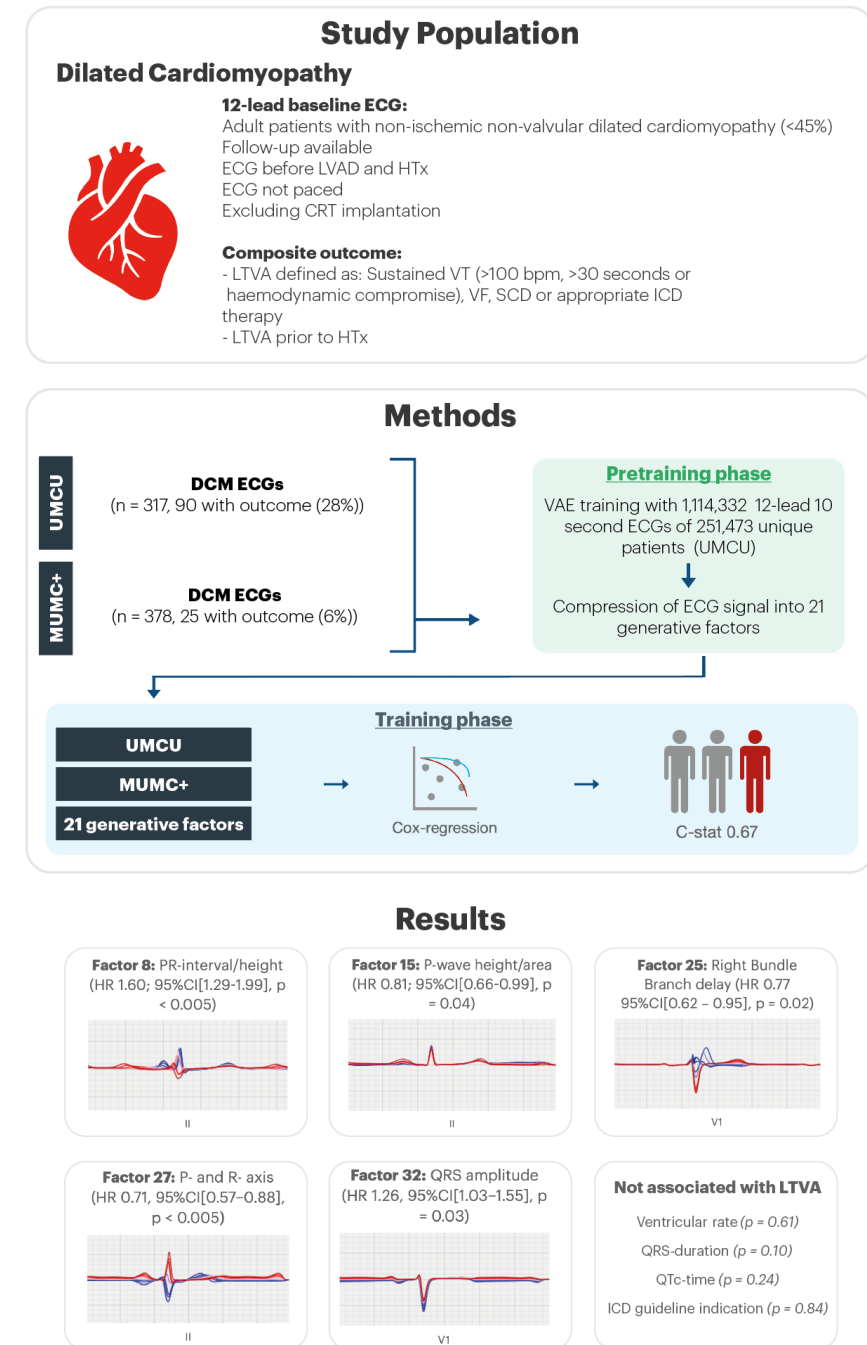 Study Population
Dilated Cardiomyopathy
12-lead baseline ECG:
Adult patients with non-ischemic non-valvular dilated cardiomyopathy (<45%)
Follow-up available
ECG before LVAD and HTx
ECG not paced
Excluding CRT implantation
Composite outcome:
- LTVA defined as: Sustained VT (>100 bpm, >30 seconds or
haemodynamic compromise), VF, SCD or appropriate ICD
therapy
- LTVA prior to HTx
Methods
UMCU
DCM ECGs
(n = 317, 90 with outcome (28%))
MUMC+
DCM ECGs
(n = 378, 25 with outcome (6%))
Pretraining phase
VAE training with 1,114,332 12-lead 10
second ECGs of 251,473 unique
patients (UMCU)
Compression of ECG signal into 21
generative factors
Training phase
UMCU
MUMC+
21 generative factors
Cox-regression
C-stat 0.67
Results
Factor 8: PR-interval/height
(HR 1.60; 95%CI[1.29-1.99], p
< 0.005)
II
Factor 15: P-wave height/area
(HR 0.81; 95%CI[0.66-0.99], p
= 0.04)
II
Factor 25: Right Bundle
Branch delay (HR 0.77
95%CI[0.62 – 0.95], p = 0.02)
V1
Factor 27: P- and R- axis
(HR 0.71, 95%CI[0.57–0.88],
p < 0.005)
II
Factor 32: QRS amplitude
(HR 1.26, 95%CI[1.03–1.55], p
= 0.03)
V1
Not associated with LTVA
Ventricular rate (p = 0.61)
QRS-duration (p = 0.10)
QTc-time (p = 0.24)
ICD guideline indication (p = 0.84)